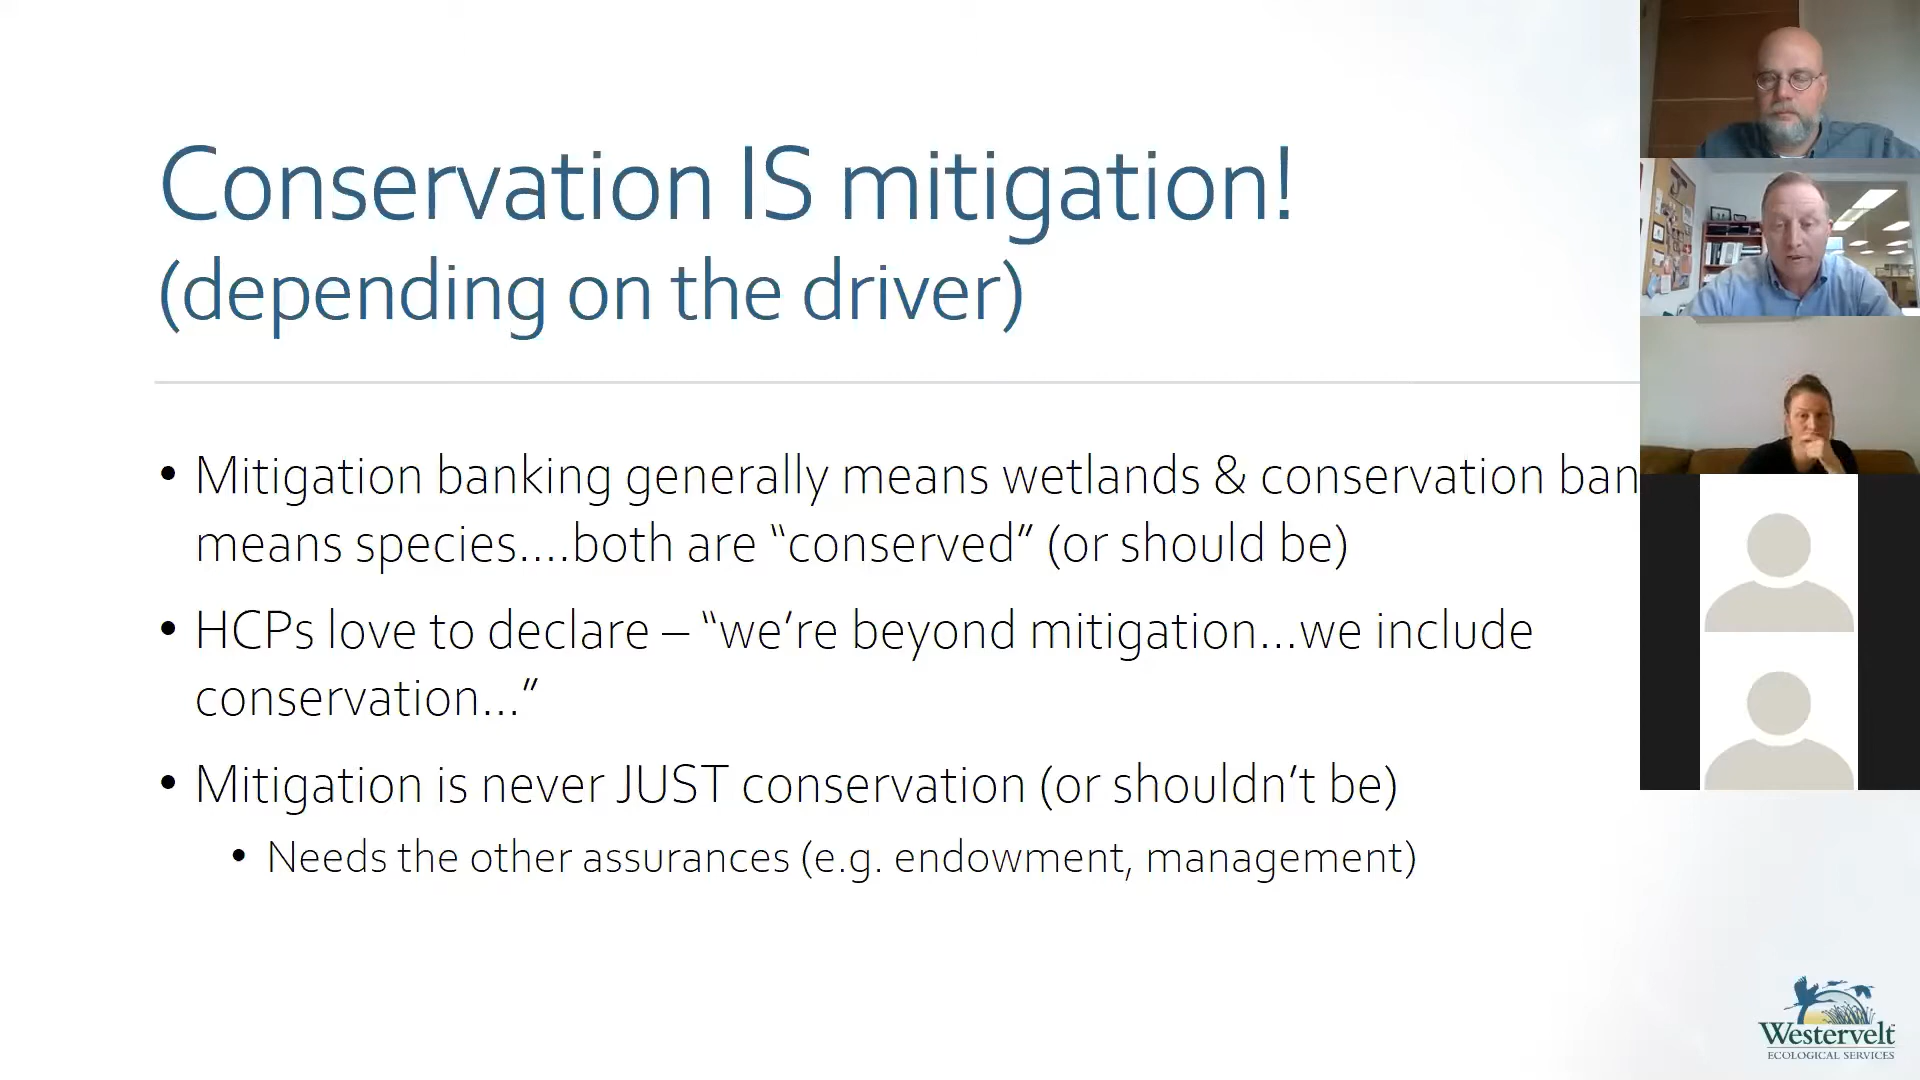 Conservation IS mitigation!
(depending on the driver)
• Mitigation banking generally means wetlands & conservation ban
means species....both are “conserved” (or should be)
• HCPs love to declare – “we’re beyond mitigation...we include
conservation...”
• Mitigation is never JUST conservation (or shouldn’t be)
• Needs the other assurances (e.g. endowment, management)
Westervelt
ECOLOGICAL SERVICES